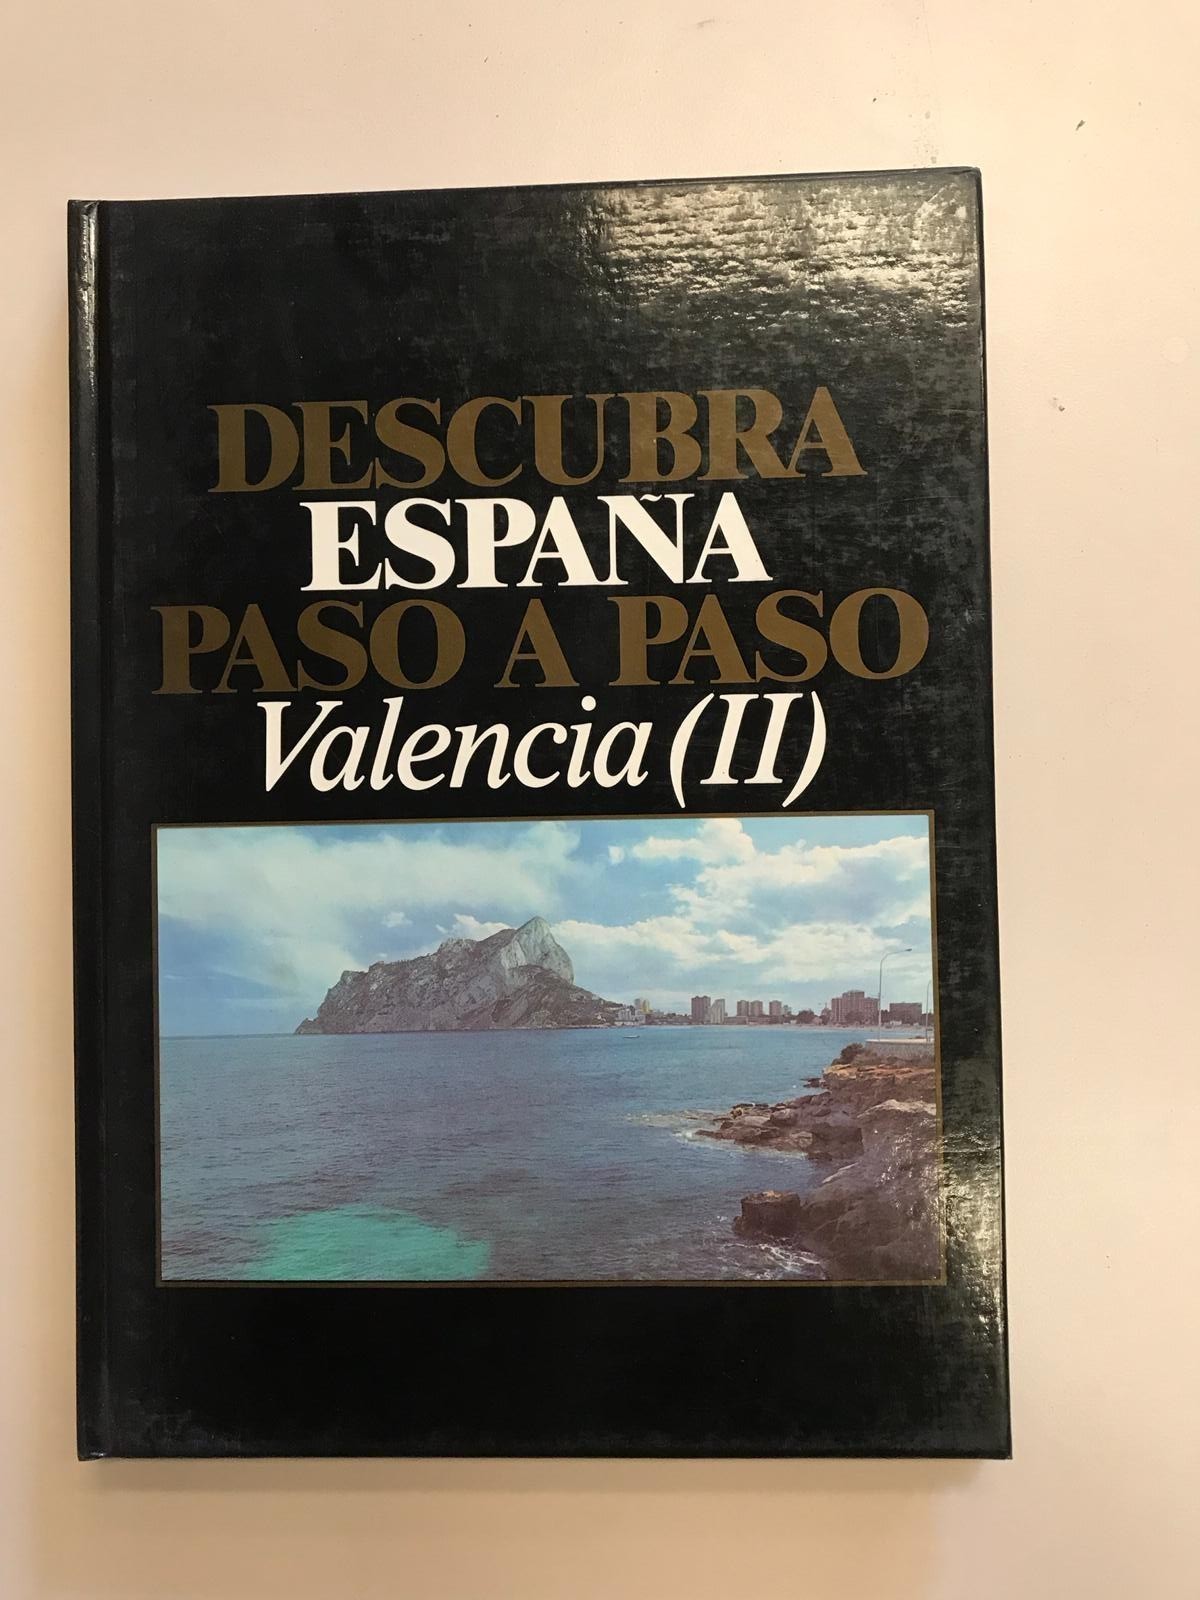 DESCUBRA
ESPAÑA
PASO A PASO
Valencia (II)